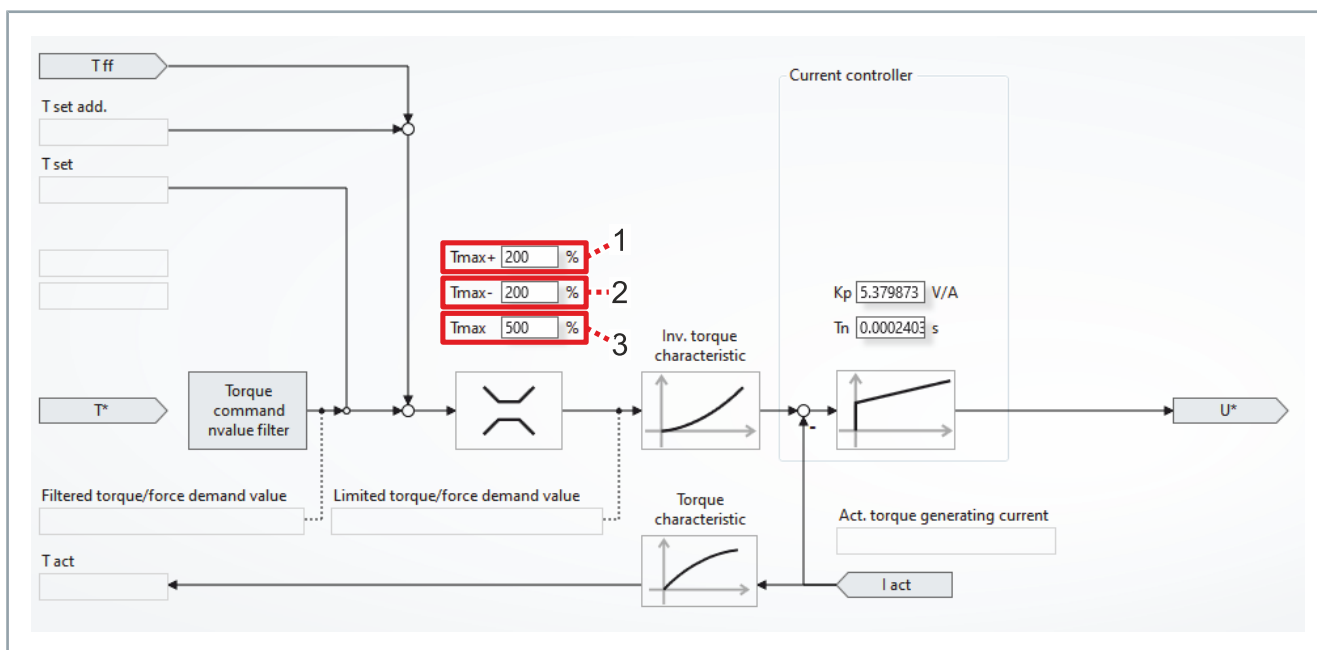 T ff
Current controller
T set add.
T set
Tmax+ 200 % 1
Tmax- 200 % 2
Tmax 500 % 3
Kp 5.379873 V/A
Tn 0.0002403 s
Inv. torque
characteristic
T*
Torque
command
nvalue filter
-
U*
Filtered torque/force demand value
Limited torque/force demand value
Torque
characteristic
Act. torque generating current
T act
I act